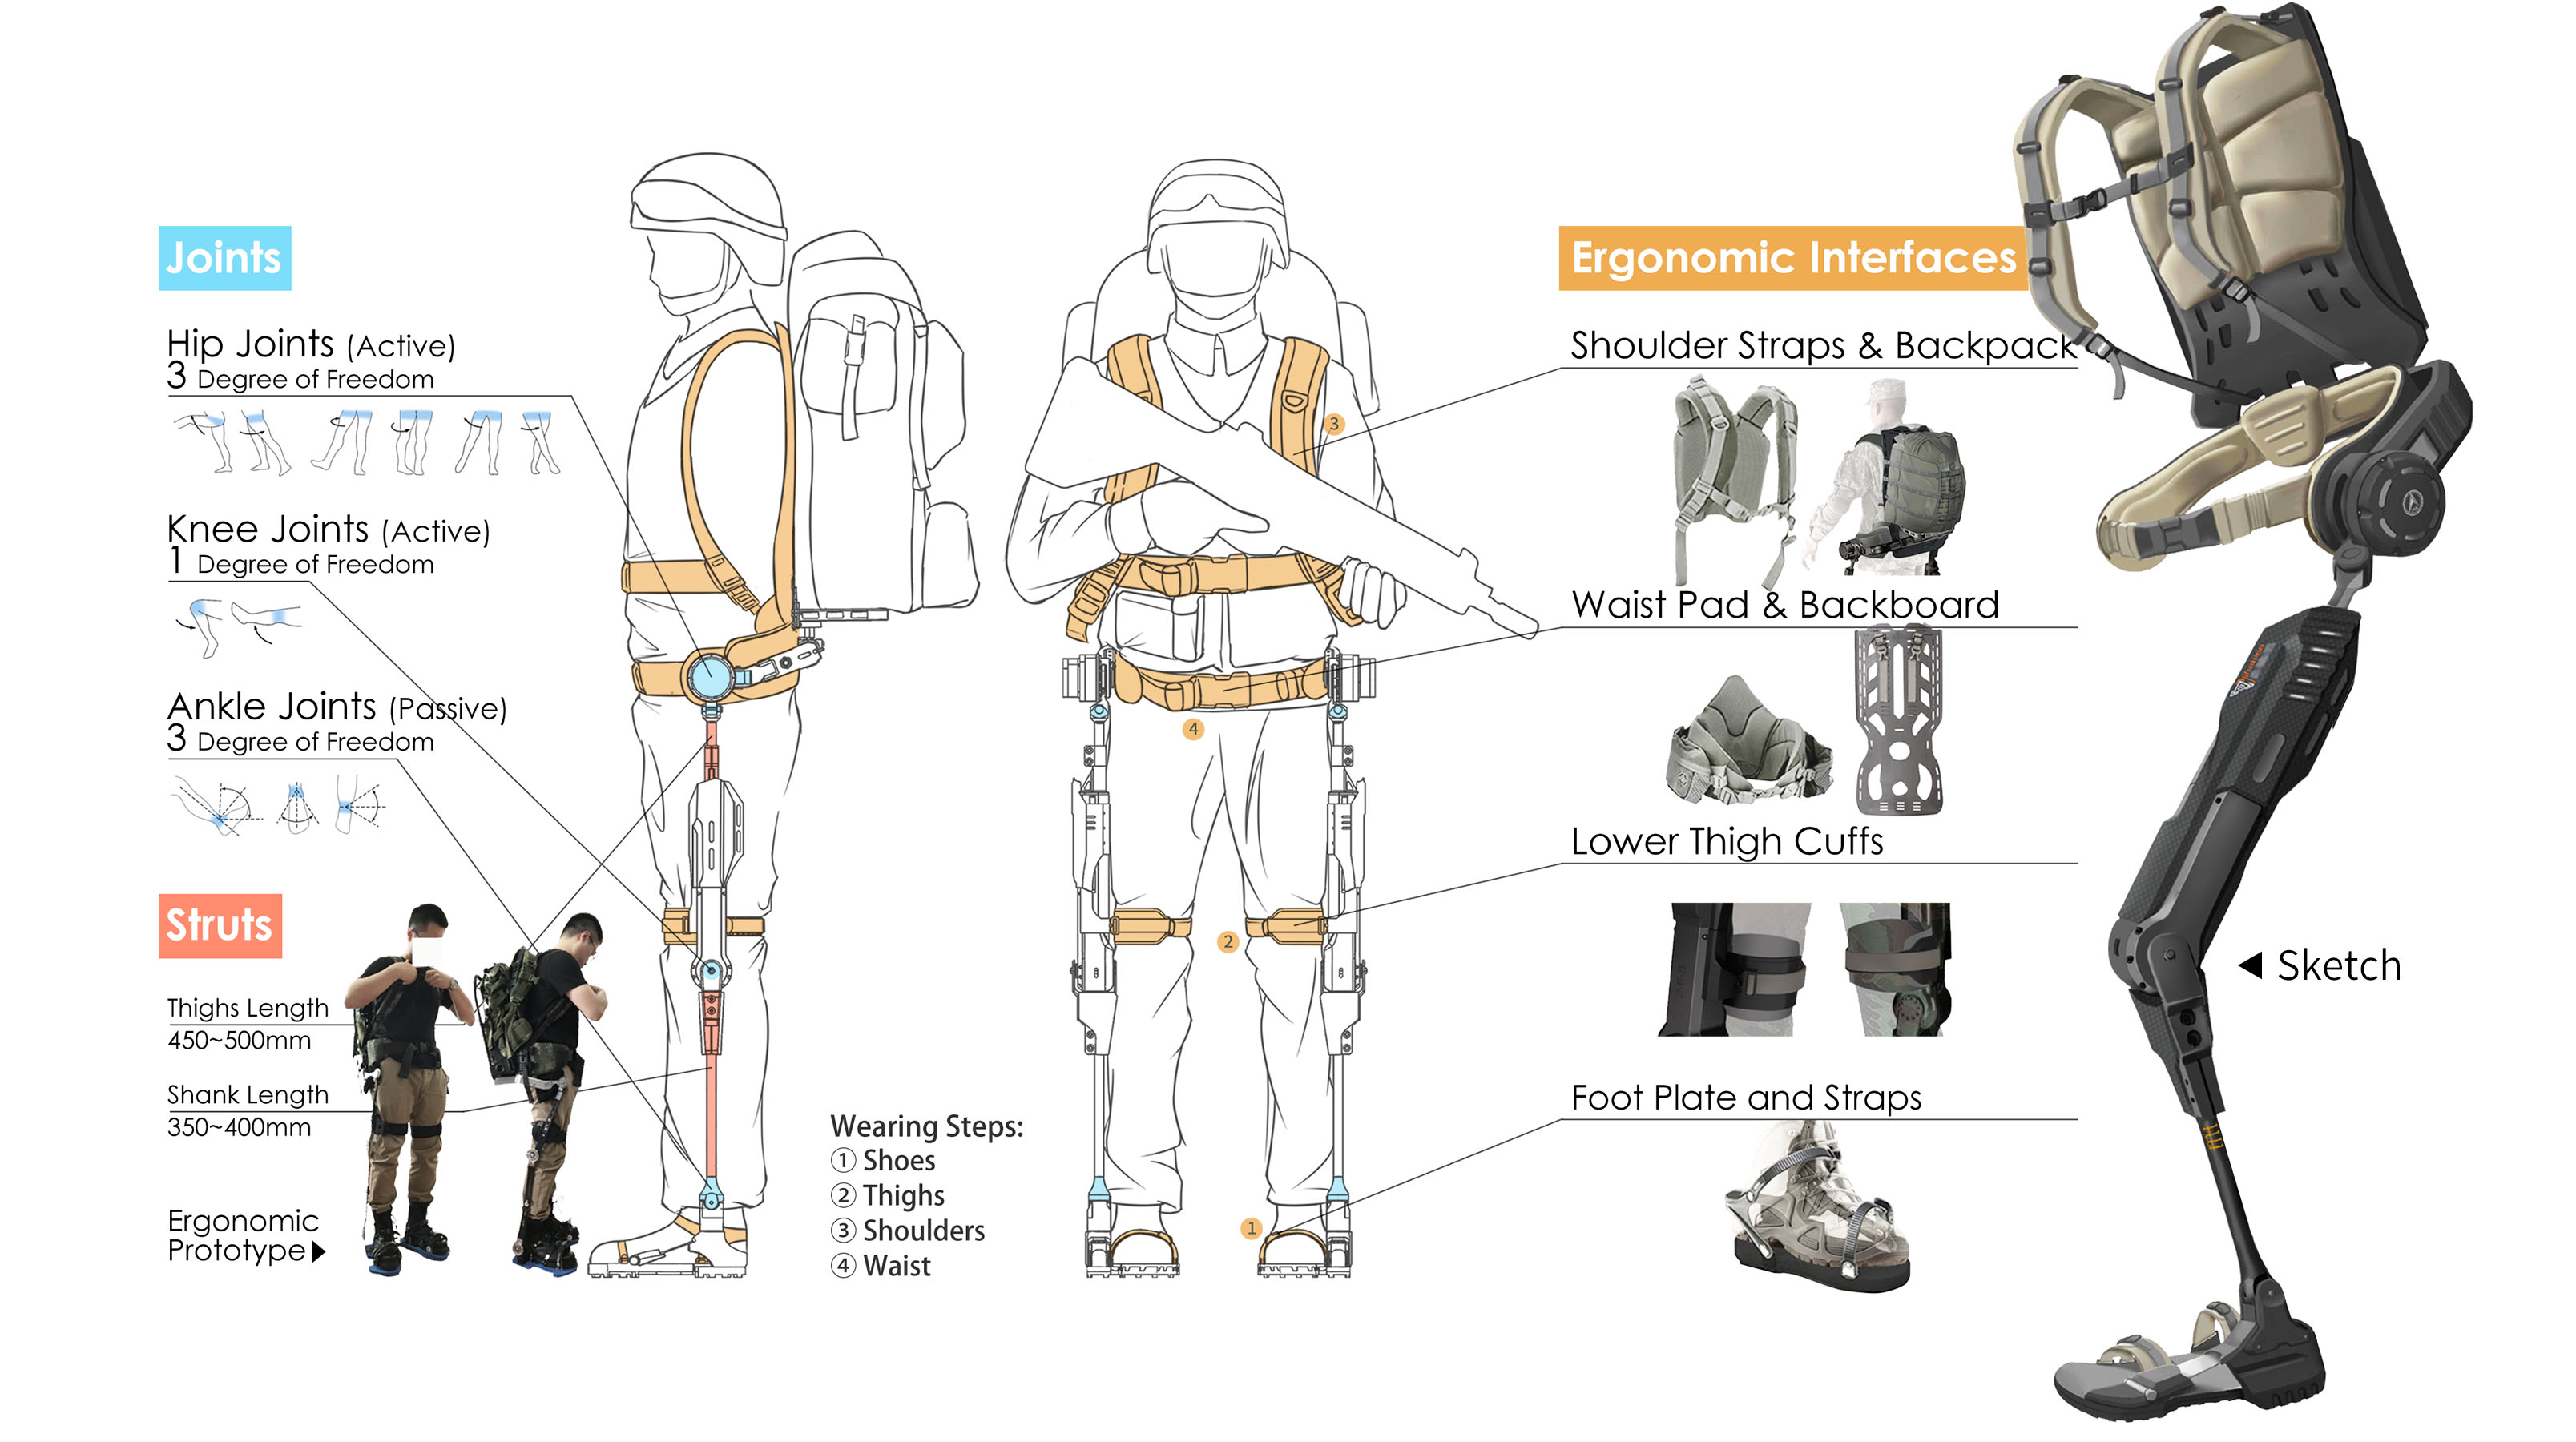 Joints
Hip Joints (Active)
3 Degree of Freedom
Knee Joints (Active)
1 Degree of Freedom
Ankle Joints (Passive)
3 Degree of Freedom
Struts
Thighs Length
450~500mm
Shank Length
350~400mm
Ergonomic
Prototype▶
Wearing Steps:
① Shoes
② Thighs
③ Shoulders
④ Waist
3
4
2
1
Ergonomic Interfaces
Shoulder Straps & Backpack
Waist Pad & Backboard
Lower Thigh Cuffs
Foot Plate and Straps
◀ Sketch